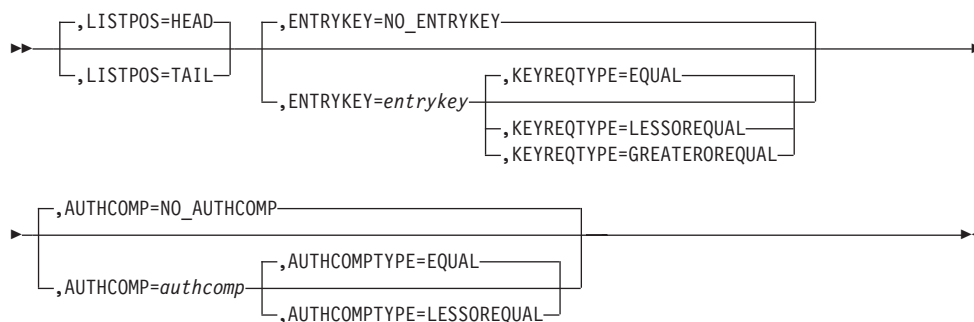 ,LISTPOS=HEAD ,ENTRYKEY=NO_ENTRYKEY
,LISTPOS=TAIL ,KEYREQTYPE=EQUAL
,ENTRYKEY=entrykey
,KEYREQTYPE=LESSOREQUAL
,KEYREQTYPE=GREATEROREQUAL
,AUTHCOMP=NO_AUTHCOMP
,AUTHCOMPTYPE=EQUAL
,AUTHCOMP=authcomp
,AUTHCOMPTYPE=LESSOREQUAL